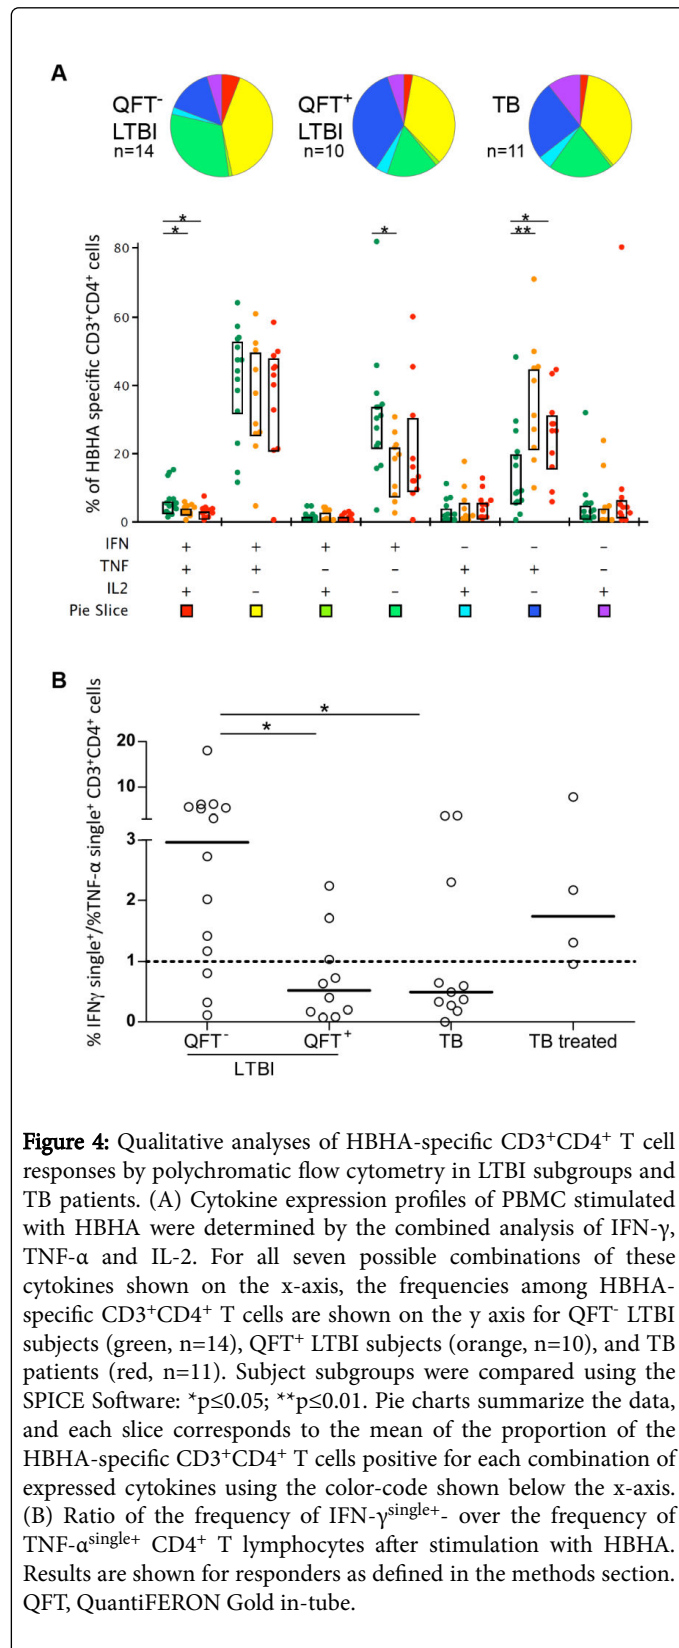 A
QFT⁻ LTBI n=14
QFT⁺ LTBI n=10
TB n=11
* * * * **
% of HBHA specific CD3⁺CD4⁺ cells
80
60
40
20
0
IFN + + + + – – –
TNF + + – – + + –
IL2 + – + – + – +
Pie Slice
B
% IFNγ single⁺/%TNF-α single⁺ CD3⁺CD4⁺ cells
* *
20
10
3
2
1
0
QFT⁻ QFT⁺ TB TB treated
LTBI
Figure 4: Qualitative analyses of HBHA-specific CD3⁺CD4⁺ T cell
responses by polychromatic flow cytometry in LTBI subgroups and
TB patients. (A) Cytokine expression profiles of PBMC stimulated
with HBHA were determined by the combined analysis of IFN-γ,
TNF-α and IL-2. For all seven possible combinations of these
cytokines shown on the x-axis, the frequencies among HBHA-
specific CD3⁺CD4⁺ T cells are shown on the y axis for QFT⁻ LTBI
subjects (green, n=14), QFT⁺ LTBI subjects (orange, n=10), and TB
patients (red, n=11). Subject subgroups were compared using the
SPICE Software: *p≤0.05; **p≤0.01. Pie charts summarize the data,
and each slice corresponds to the mean of the proportion of the
HBHA-specific CD3⁺CD4⁺ T cells positive for each combination of
expressed cytokines using the color-code shown below the x-axis.
(B) Ratio of the frequency of IFN-γˢⁱⁿᵍˡᵉ⁺- over the frequency of
TNF-αˢⁱⁿᵍˡᵉ⁺ CD4⁺ T lymphocytes after stimulation with HBHA.
Results are shown for responders as defined in the methods section.
QFT, QuantiFERON Gold in-tube.